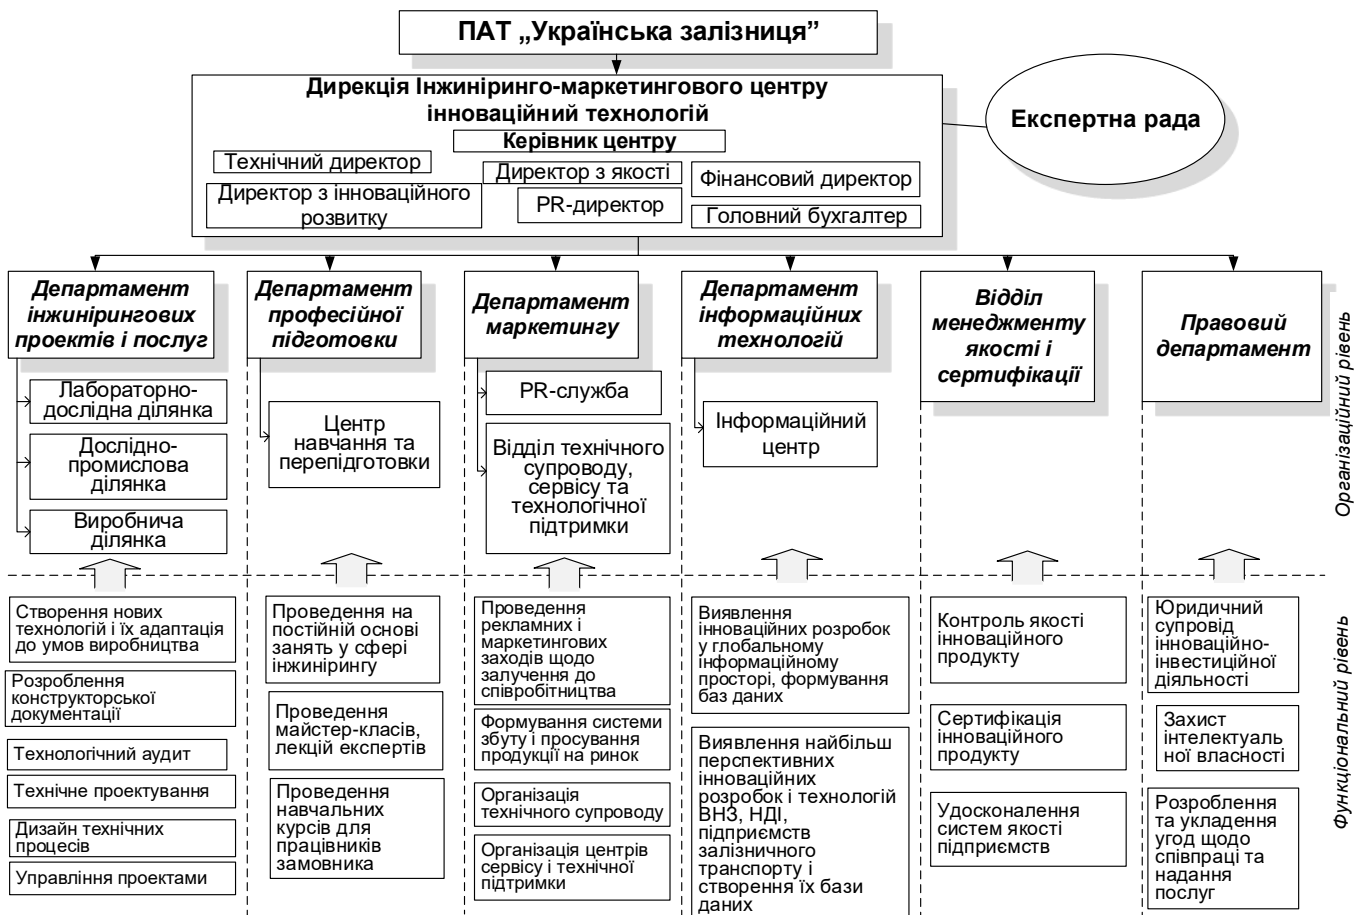 ПАТ „Українська залізниця”
Дирекція Інжиніринго-маркетингового центру
інноваційний технологій
Керівник центру
Технічний директор
Директор з якості
Фінансовий директор
Директор з інноваційного
розвитку
PR-директор
Головний бухгалтер
Експертна рада
Департамент
інжинірингових
проектів і послуг
Департамент
професійної
підготовки
Департамент
маркетингу
Департамент
інформаційних
технологій
Відділ
менеджменту
якості і
сертифікації
Правовий
департамент
Організаційний рівень
Лабораторно-
дослідна ділянка
Дослідно-
промислова
ділянка
Виробнича
ділянка
Центр
навчання та
перепідготовки
PR-служба
Відділ технічного
супроводу,
сервісу та
технологічної
підтримки
Інформаційний
центр
Функціональний рівень
Створення нових
технологій і їх адаптація
до умов виробництва
Розроблення
конструкторської
документації
Технологічний аудит
Технічне проектування
Дизайн технічних
процесів
Управління проектами
Проведення на
постійній основі
занять у сфері
інжинірингу
Проведення
майстер-класів,
лекцій експертів
Проведення
навчальних
курсів для
працівників
замовника
Проведення
рекламних і
маркетингових
заходів щодо
залучення до
співробітництва
Формування системи
збуту і просування
продукції на ринок
Організація
технічного супроводу
Організація центрів
сервісу і технічної
підтримки
Виявлення
інноваційних розробок
у глобальному
інформаційному
просторі, формування
баз даних
Виявлення найбільш
перспективних
інноваційних
розробок і технологій
ВНЗ, НДІ,
підприємств
залізничного
транспорту і
створення їх бази
даних
Контроль якості
інноваційного
продукту
Сертифікація
інноваційного
продукту
Удосконалення
систем якості
підприємств
Юридичний
супровід
інноваційно-
інвестиційної
діяльності
Захист
інтелектуаль
ної власності
Розроблення
та укладення
угод щодо
співпраці та
надання
послуг